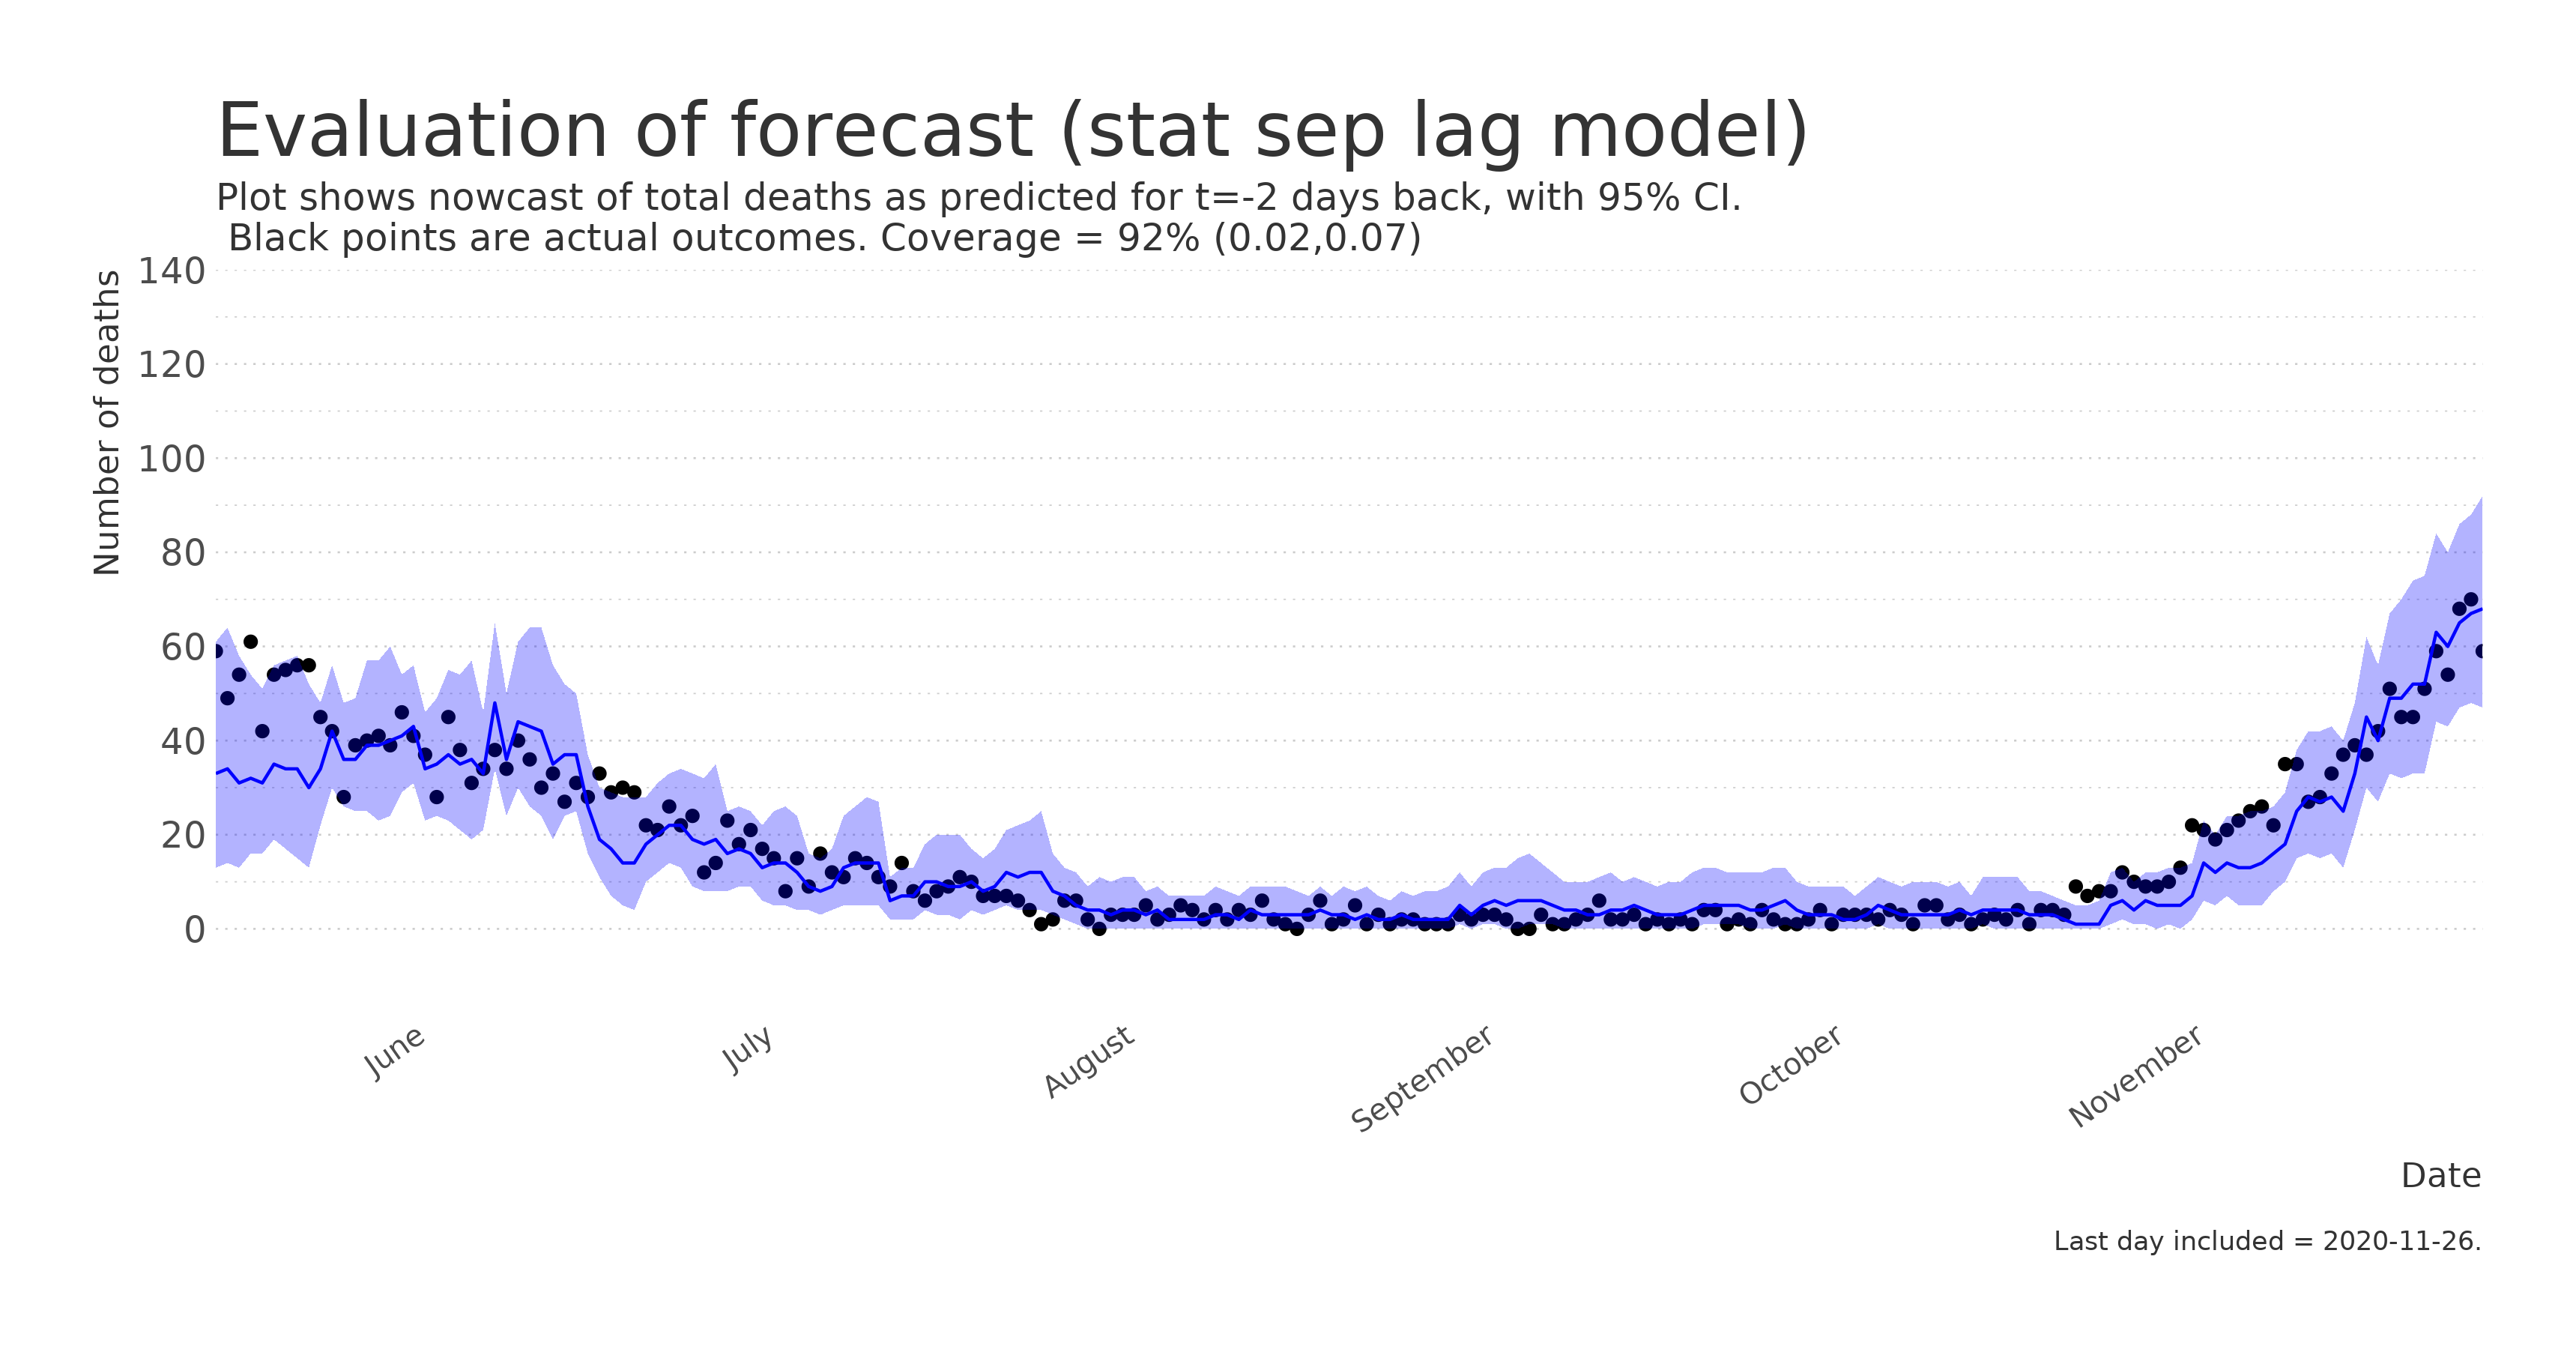 Evaluation of forecast (stat sep lag model)
Plot shows nowcast of total deaths as predicted for t=-2 days back, with 95% CI.
Black points are actual outcomes. Coverage = 92% (0.02,0.07)
Number of deaths
140
120
100
80
60
40
20
0
June
July
August
September
October
November
Date
Last day included = 2020-11-26.